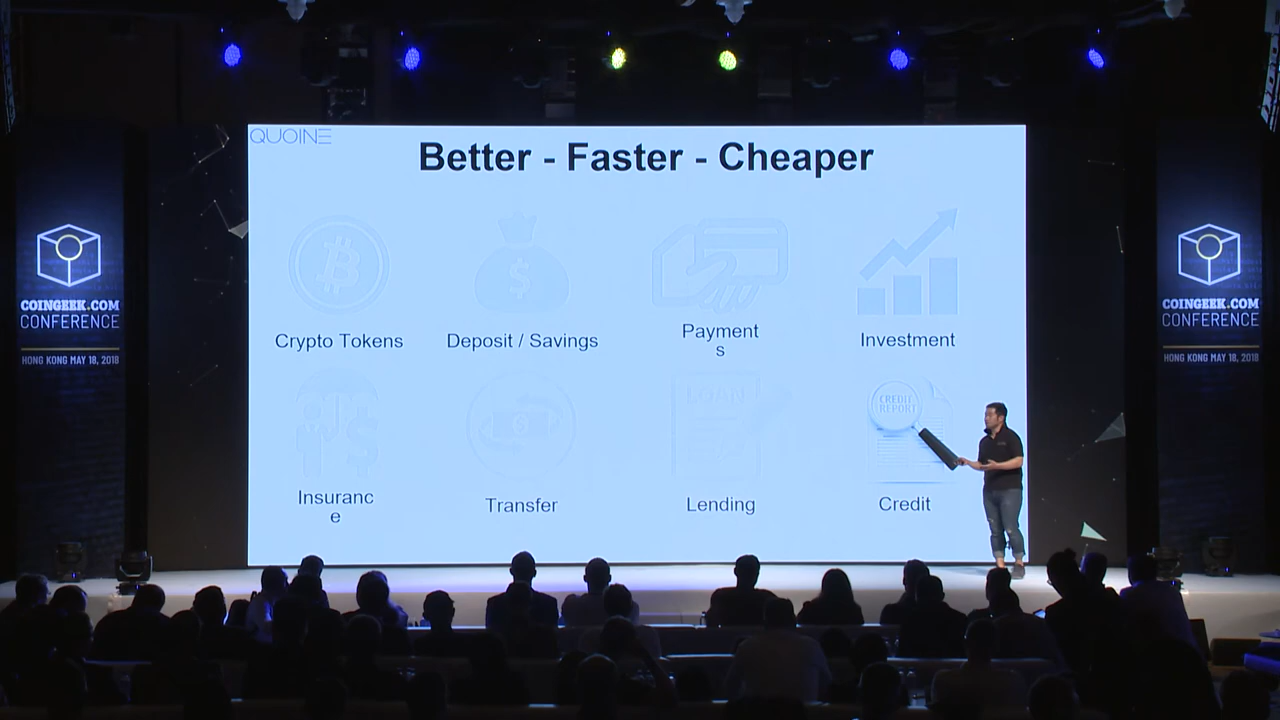 QUOINE
Better - Faster - Cheaper
Crypto Tokens
Deposit / Savings
Payment
s
Investment
LOAN
CREDIT
REPORT
Insuranc
e
Transfer
Lending
Credit
COINGEEK.COM
CONFERENCE
HONG KONG MAY 18, 2018
COINGEEK.COM
CONFERENCE
HONG KONG MAY 18, 2018